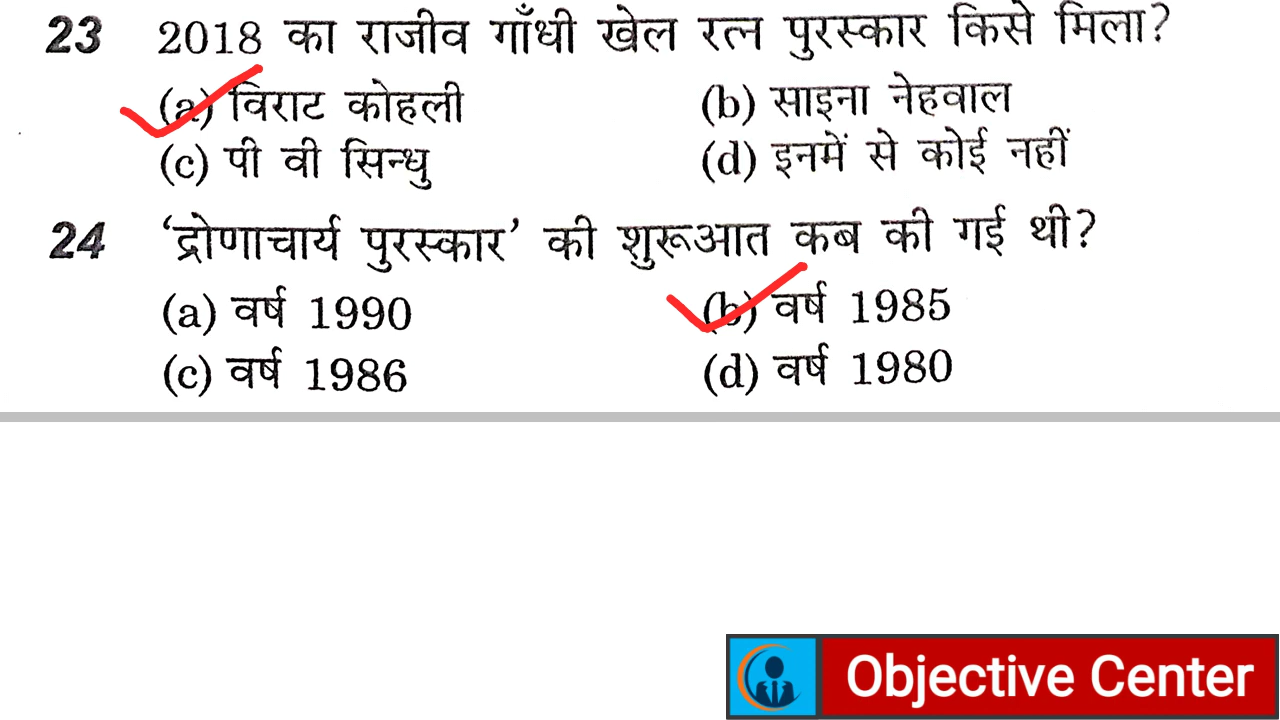 23 2018 का राजीव गाँधी खेल रत्न पुरस्कार किसे मिला?
(a) विराट कोहली (b) साइना नेहवाल
(c) पी वी सिन्धु (d) इनमें से कोई नहीं
24 ‘द्रोणाचार्य पुरस्कार’ की शुरूआत कब की गई थी?
(a) वर्ष 1990 (b) वर्ष 1985
(c) वर्ष 1986 (d) वर्ष 1980
Objective Center